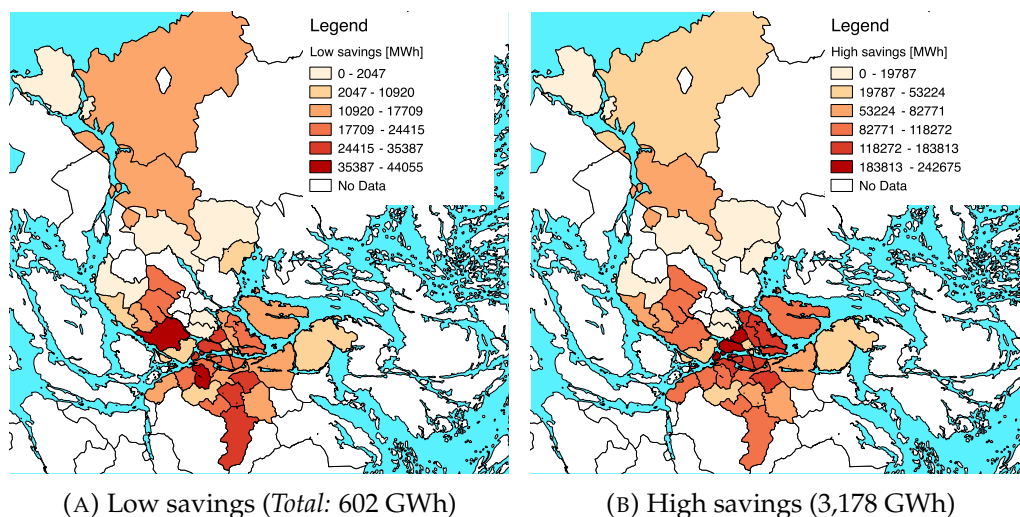 Legend
Low savings [MWh]
0 - 2047
2047 - 10920
10920 - 17709
17709 - 24415
24415 - 35387
35387 - 44055
No Data
Legend
High savings [MWh]
0 - 19787
19787 - 53224
53224 - 82771
82771 - 118272
118272 - 183813
183813 - 242675
No Data
(A) Low savings (Total: 602 GWh)
(B) High savings (3,178 GWh)